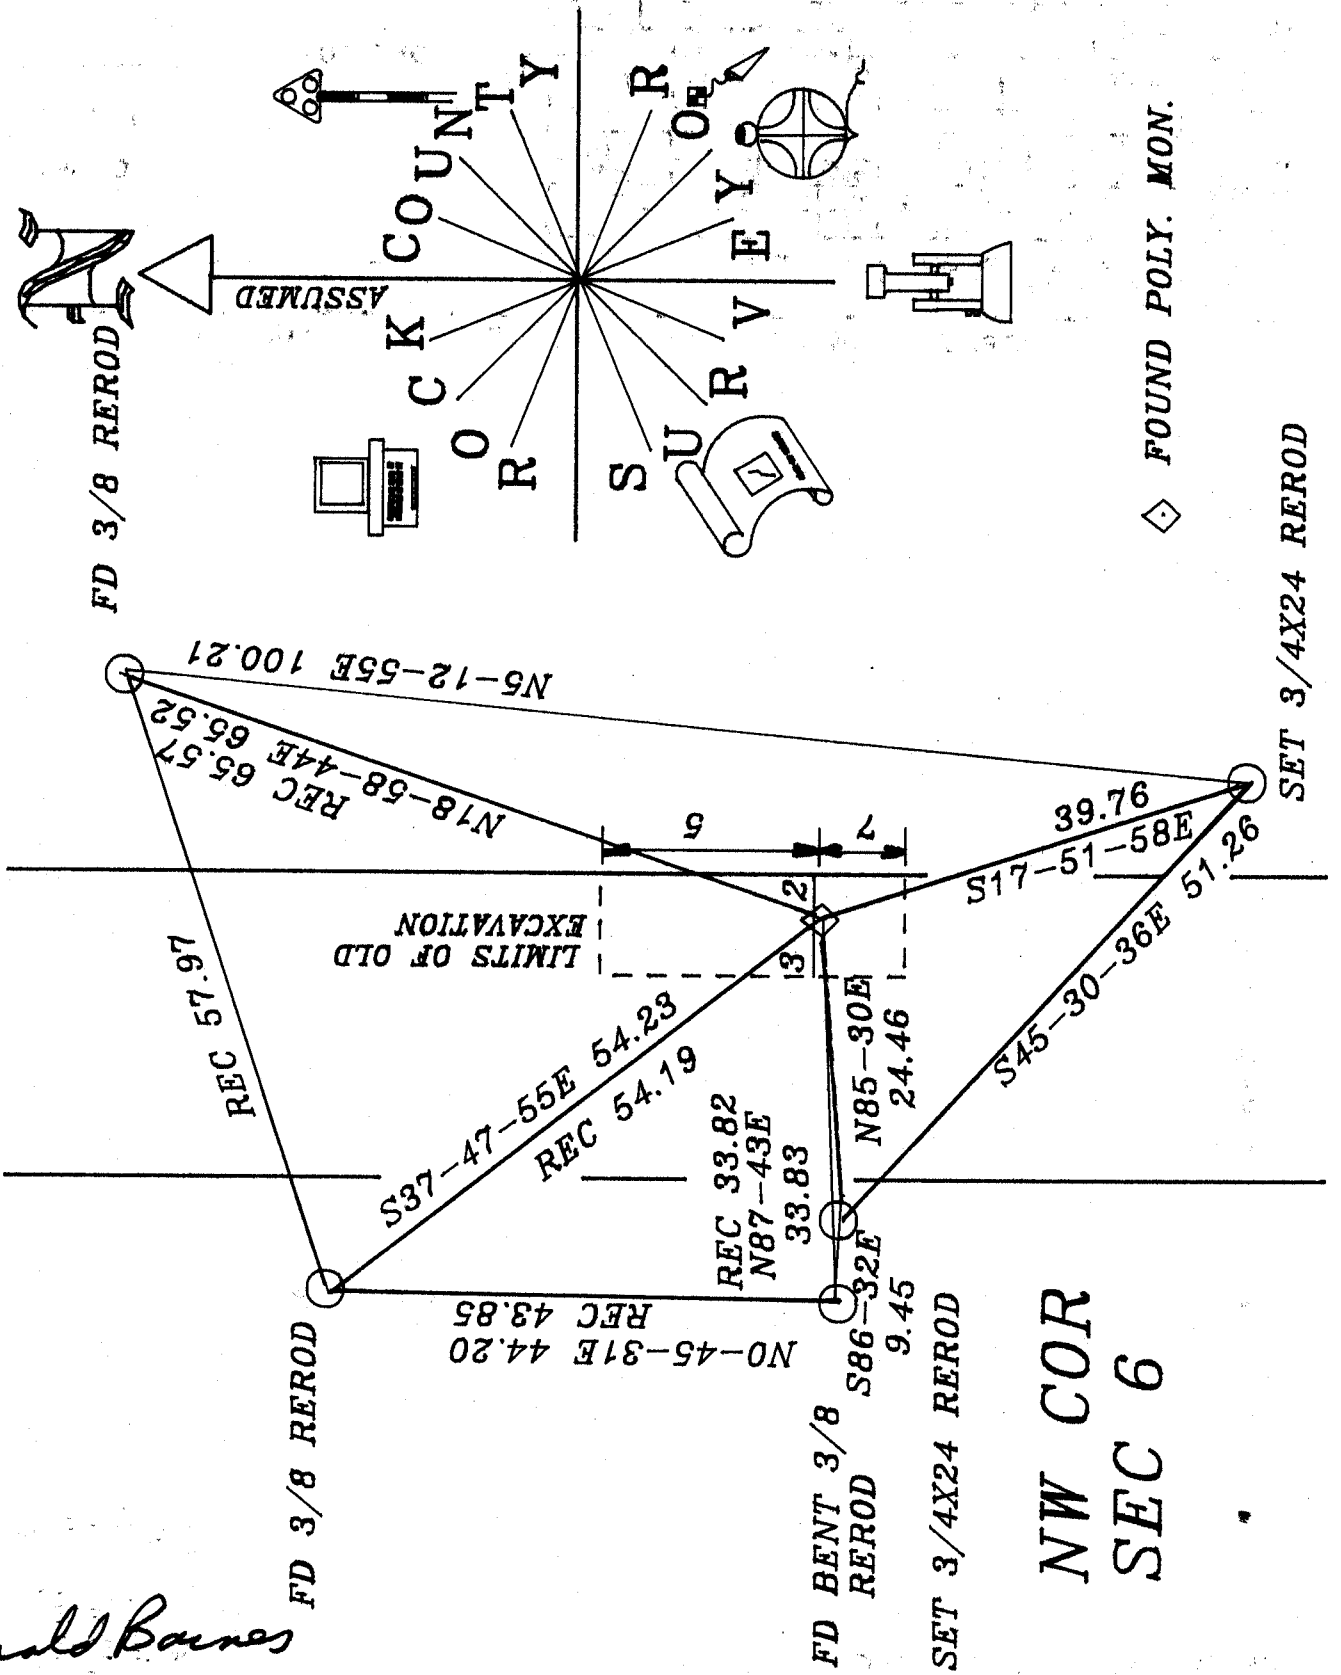 FD 3/8 REROD
ASSUMED
ROCK COUNTY
SURVEYOR
FOUND POLY. MON.
SET 3/4X24 REROD
N5-12-55E 100.21
REC 65.57
N18-58-44E 65.52
REC 57.97
LIMITS OF OLD
EXCAVATION
5
7
2
3
39.76
S17-51-58E
S45-30-36E 51.26
S37-47-55E 54.23
REC 54.19
REC 33.82
N87-43E
33.83
N85-30E
24.46
REC 43.85
N0-45-31E 44.20
S86-32E
9.45
FD 3/8 REROD
FD BENT 3/8
REROD
SET 3/4X24 REROD
NW COR
SEC 6
Barnes